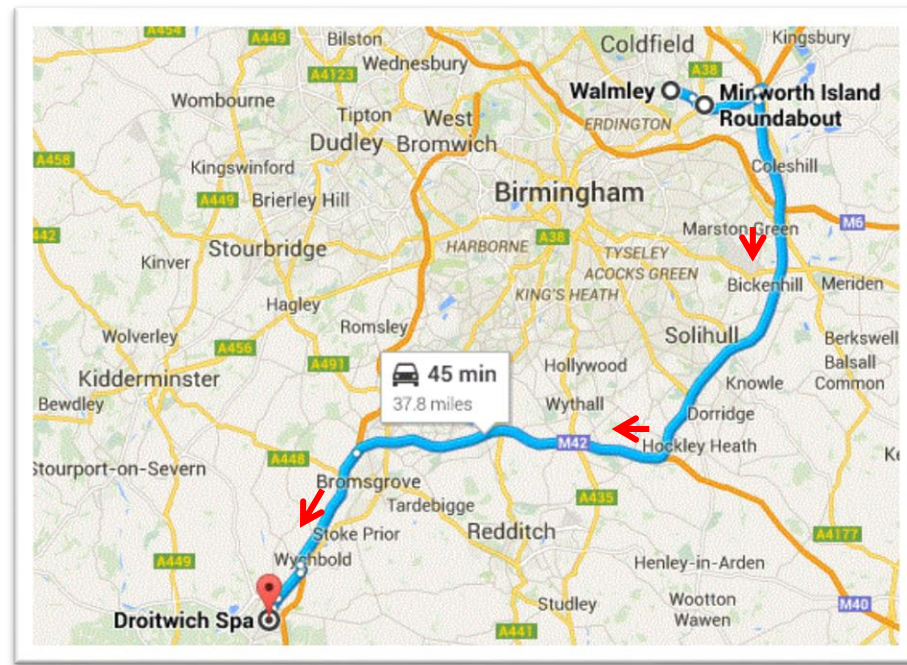 A454
A449
Bilston
Coldfield
Kingsbury
Wednesbury
A4123
A38
Walmley
Minworth Island
Roundabout
Wombourne
Tipton
West
Bromwich
ERDINGTON
Dudley
A458
Kingswinford
Coleshill
A449
Brierley Hill
Birmingham
M6
442
Stourbridge
HARBORNE
A38
Marston Green
TYSELEY
Kinver
ACOCKS GREEN
Bickenhill
Meriden
KING'S HEATH
Hagley
Romsley
Solihull
Wolverley
A456
Berkswell
A491
Hollywood
Balsall
Common
Kidderminster
45 min
37.8 miles
Knowle
Bewdley
Wythall
Dorridge
M42
Hockley Heath
Ke
A448
Stourport-on-Severn
Bromsgrove
Tardebigge
A435
Stoke Prior
Redditch
A4177
Wychbold
A449
Henley-in-Arden
Droitwich Spa
Studley
Wootton
Wawen
M40
A441